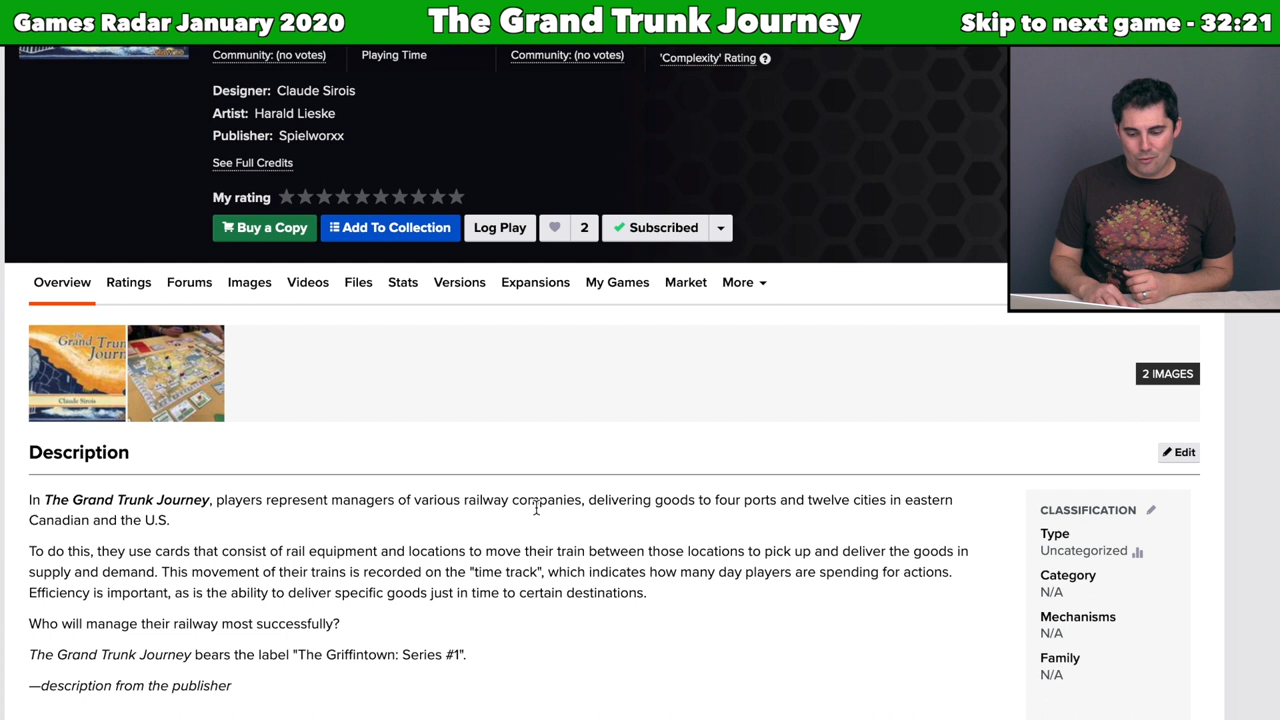 Games Radar January 2020
The Grand Trunk Journey
Skip to next game - 32:21
Community: (no votes)
Playing Time
Community: (no votes)
'Complexity' Rating
Designer: Claude Sirois
Artist: Harald Lieske
Publisher: Spielworxx
See Full Credits
My rating
Buy a Copy
Add To Collection
Log Play
2
Subscribed
Overview
Ratings
Forums
Images
Videos
Files
Stats
Versions
Expansions
My Games
Market
More
Grand Trun
Journ
Claude Sirois
2 IMAGES
Description
Edit
In The Grand Trunk Journey, players represent managers of various railway companies, delivering goods to four ports and twelve cities in eastern
Canadian and the U.S.
To do this, they use cards that consist of rail equipment and locations to move their train between those locations to pick up and deliver the goods in
supply and demand. This movement of their trains is recorded on the "time track", which indicates how many day players are spending for actions.
Efficiency is important, as is the ability to deliver specific goods just in time to certain destinations.
Who will manage their railway most successfully?
The Grand Trunk Journey bears the label "The Griffintown: Series #1".
—description from the publisher
CLASSIFICATION
Type
Uncategorized
Category
N/A
Mechanisms
N/A
Family
N/A